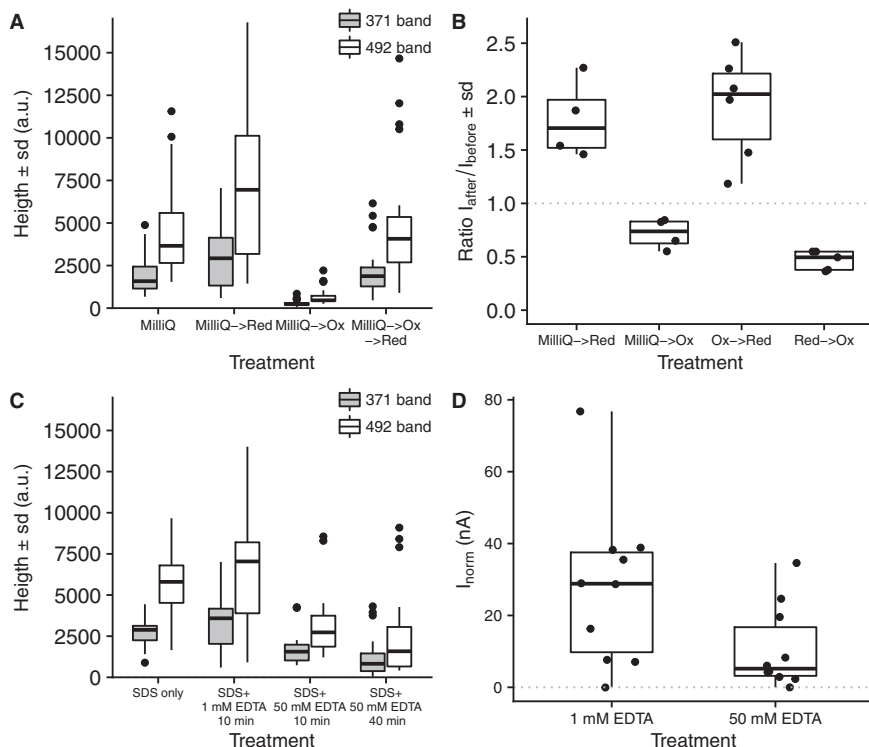 A
371 band
492 band
15000
12500
10000
7500
5000
2500
0
Heigth ± sd (a.u.)
MilliQ
MilliQ–>Red
MilliQ–>Ox
MilliQ–>Ox
–>Red
Treatment
B
2.5
2.0
1.5
1.0
0.5
0.0
Ratio Iafter/Ibefore ± sd
MilliQ–>Red
MilliQ–>Ox
Ox–>Red
Red–>Ox
Treatment
C
371 band
492 band
15000
12500
10000
7500
5000
2500
0
Heigth ± sd (a.u.)
SDS only
SDS+
1 mM EDTA
10 min
SDS+
50 mM EDTA
10 min
SDS+
50 mM EDTA
40 min
Treatment
D
80
60
40
20
0
Inorm (nA)
1 mM EDTA
50 mM EDTA
Treatment